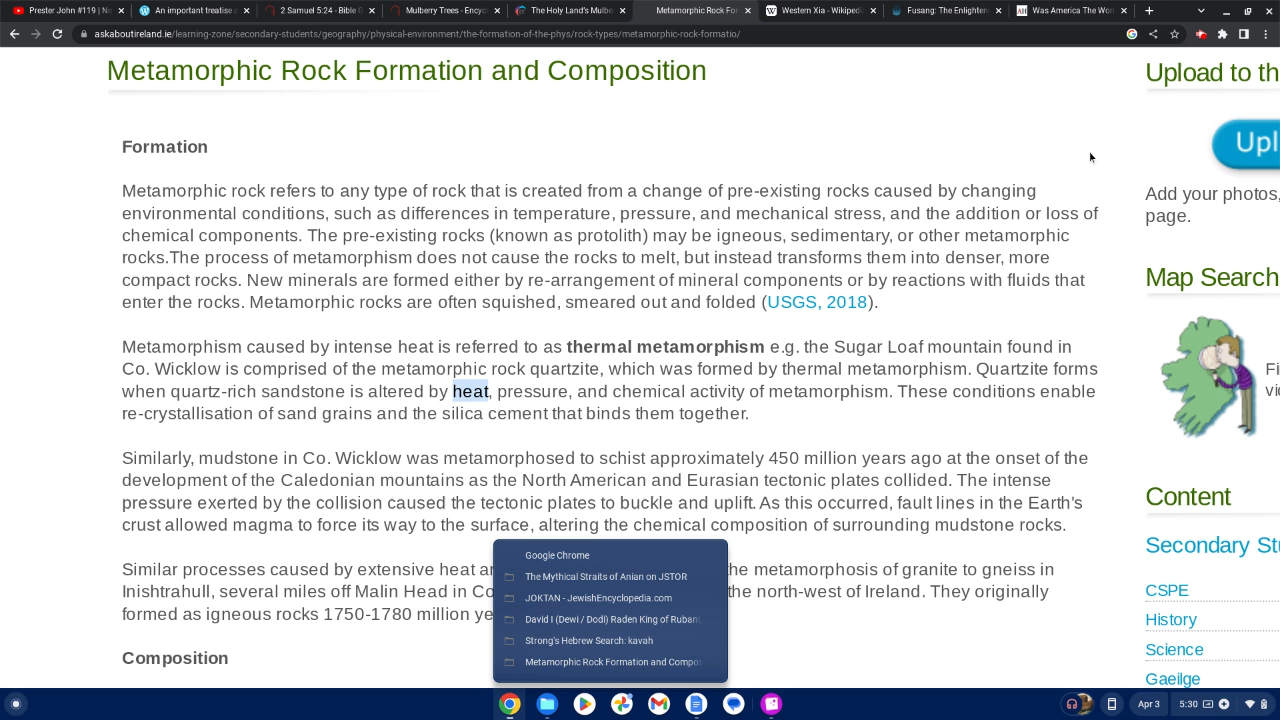 Prester John #119 | No
An important treatise o
2 Samuel 5:24 - Bible G
Mulberry Trees - Encyc
The Holy Land's Mulbe
Metamorphic Rock For
Western Xia - Wikipedi
Fusang: The Enlighten
Was America The Won
askaboutireland.ie/learning-zone/secondary-students/geography/physical-environment/the-formation-of-the-phys/rock-types/metamorphic-rock-formatio/
Metamorphic Rock Formation and Composition
Formation
Metamorphic rock refers to any type of rock that is created from a change of pre-existing rocks caused by changing
environmental conditions, such as differences in temperature, pressure, and mechanical stress, and the addition or loss of
chemical components. The pre-existing rocks (known as protolith) may be igneous, sedimentary, or other metamorphic
rocks.The process of metamorphism does not cause the rocks to melt, but instead transforms them into denser, more
compact rocks. New minerals are formed either by re-arrangement of mineral components or by reactions with fluids that
enter the rocks. Metamorphic rocks are often squished, smeared out and folded (USGS, 2018).
Metamorphism caused by intense heat is referred to as thermal metamorphism e.g. the Sugar Loaf mountain found in
Co. Wicklow is comprised of the metamorphic rock quartzite, which was formed by thermal metamorphism. Quartzite forms
when quartz-rich sandstone is altered by heat, pressure, and chemical activity of metamorphism. These conditions enable
re-crystallisation of sand grains and the silica cement that binds them together.
Similarly, mudstone in Co. Wicklow was metamorphosed to schist approximately 450 million years ago at the onset of the
development of the Caledonian mountains as the North American and Eurasian tectonic plates collided. The intense
pressure exerted by the collision caused the tectonic plates to buckle and uplift. As this occurred, fault lines in the Earth's
crust allowed magma to force its way to the surface, altering the chemical composition of surrounding mudstone rocks.
Similar processes caused by extensive heat an the metamorphosis of granite to gneiss in
Inishtrahull, several miles off Malin Head in Co the north-west of Ireland. They originally
formed as igneous rocks 1750-1780 million ye
Composition
Upload to th
Upl
Add your photos,
page.
Map Search
Fi
vi
Content
Secondary Stu
CSPE
History
Science
Gaeilge
Google Chrome
The Mythical Straits of Anian on JSTOR
JOKTAN - JewishEncyclopedia.com
David I (Dewi / Dodi) Raden King of Ruban
Strong's Hebrew Search: kavah
Metamorphic Rock Formation and Compos
Apr 3
5:30